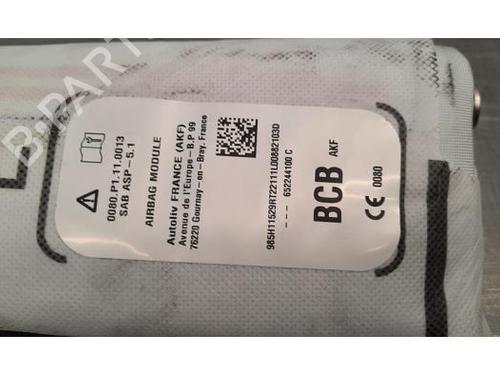 0080.P1.11.0013
SAB ASP-5.1
AIRBAG MODULE
Autoliv FRANCE (AKF)
Avenue de l'Europe-B.P 99
76220 Gournay-en-Bray, France
985H11529RT22111L00882103D
--- 652244100 C
BCB AKF
CE 0080
B-PARTS